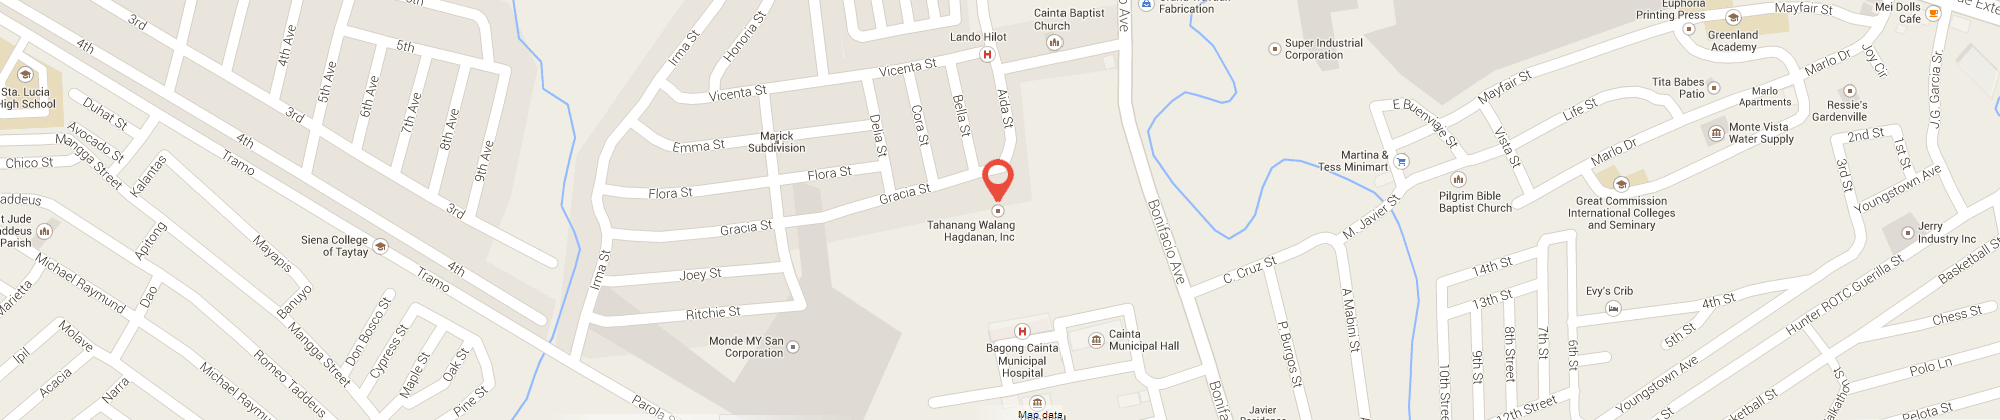 3rd
4th
4th Ave
5th
5th Ave
6th Ave
7th Ave
8th Ave
9th Ave
3rd
4th
3rd
4th
Sta. Lucia
High School
Duhat St
Avocado St
Mangga Street
Chico St
Kalantas
Tramo
Tramo
Siena College
of Taytay
Apitong
Mayapis
Banuyo
Dao
Michael Raymund
Michael Raymund
Marietta
Molave
Ipil
Acacia
Narra
Romeo Taddeus
Mangga Street
Don Bosco St
Cypress St
Maple St
Oak St
Pine St
Parola St
Irma St
Honoria St
Irma St
Vicenta St
Vicenta St
Emma St
Marick
Subdivision
Flora St
Flora St
Gracia St
Gracia St
Joey St
Ritchie St
Delia St
Cora St
Bella St
Aida St
Lando Hilot
Cainta Baptist
Church
Monde MY San
Corporation
Tahanang Walang
Hagdanan, Inc
Bagong Cainta
Municipal
Hospital
Cainta
Municipal Hall
Map data
Fabrication
Super Industrial
Corporation
Bonifacio Ave
C. Cruz St
M. Javier St
P. Burgos St
A Mabini St
Javier
Euphoria
Printing Press
Mayfair St
Mayfair St
Greenland
Academy
Mei Dolls
Cafe
Joy Cir
J.G. Garcia Sr.
E Buenviaje St
Vista St
Life St
Marlo Dr
Marlo Dr
Tita Babes
Patio
Marlo
Apartments
Ressie's
Gardenville
Monte Vista
Water Supply
Martina &
Tess Minimart
Pilgrim Bible
Baptist Church
Great Commission
International Colleges
and Seminary
2nd St
1st St
3rd St
Youngstown Ave
Jerry
Industry Inc
Basketball St
Hunter ROTC Guerilla St
14th St
13th St
10th Street
9th St
8th Street
7th St
6th St
12th Street
Evy's Crib
4th St
5th St
Youngstown Ave
Basketball St
Chess St
Polo Ln
Pelota St